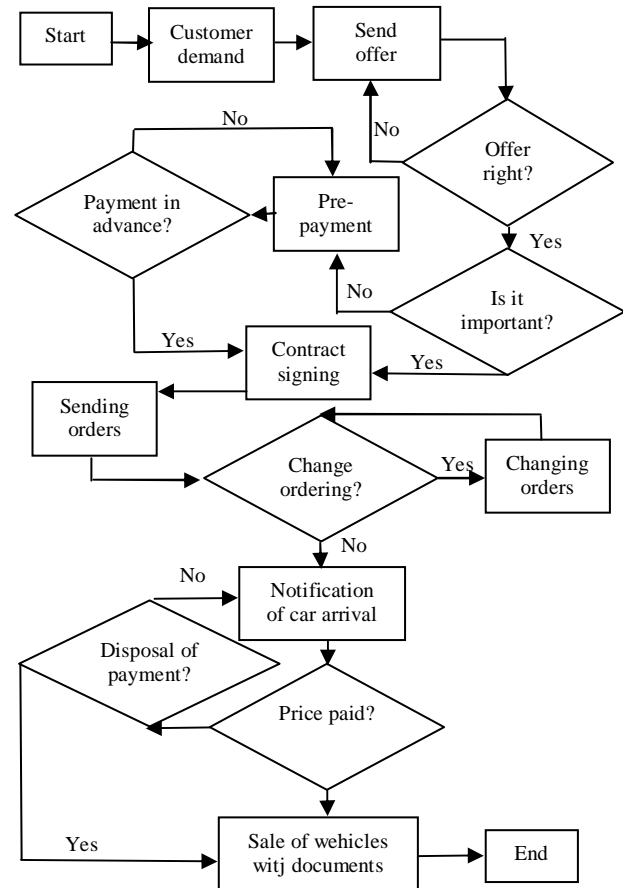 Start
Customer
demand
Send
offer
No
Offer
right?
No
Payment in
advance?
Pre-
payment
Yes
No
Is it
important?
Yes
Contract
signing
Yes
Sending
orders
Change
ordering?
Yes
Changing
orders
No
No
Notification
of car arrival
Disposal of
payment?
Price paid?
Yes
Sale of wehicles
witj documents
End